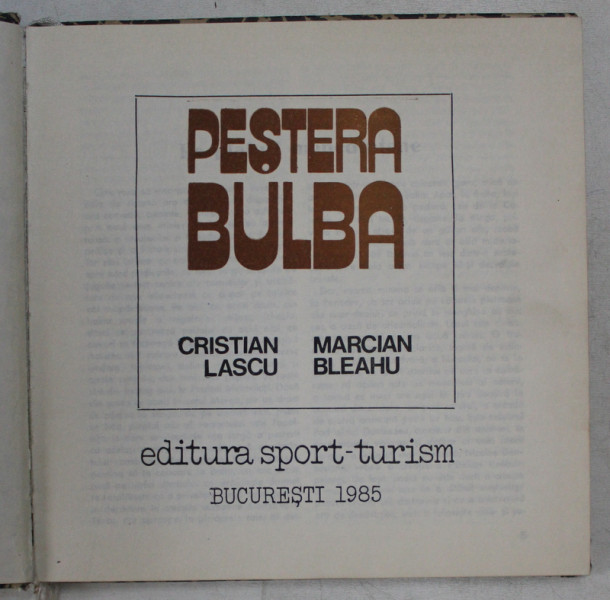 PEȘTERA
BULBA
CRISTIAN MARCIAN
LASCU BLEAHU
editura sport-turism
BUCUREȘTI 1985